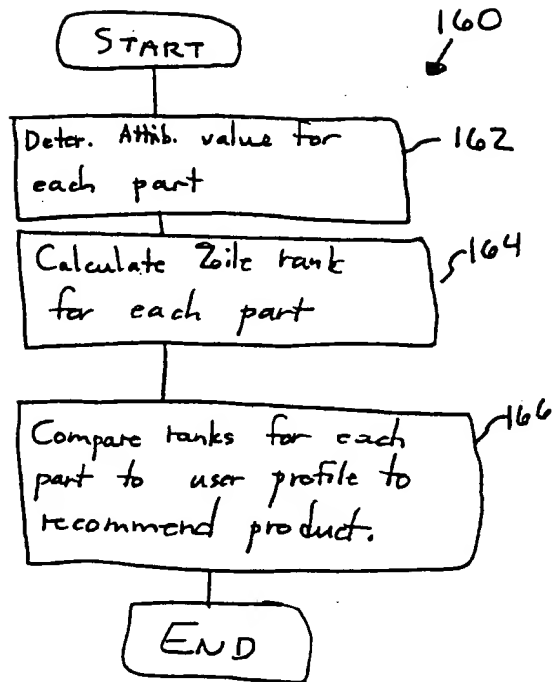 160
START
Deter. Attrib. value for
each part
162
Calculate %ile rank
for each part
164
Compare ranks for each
part to user profile to
recommend product.
166
END